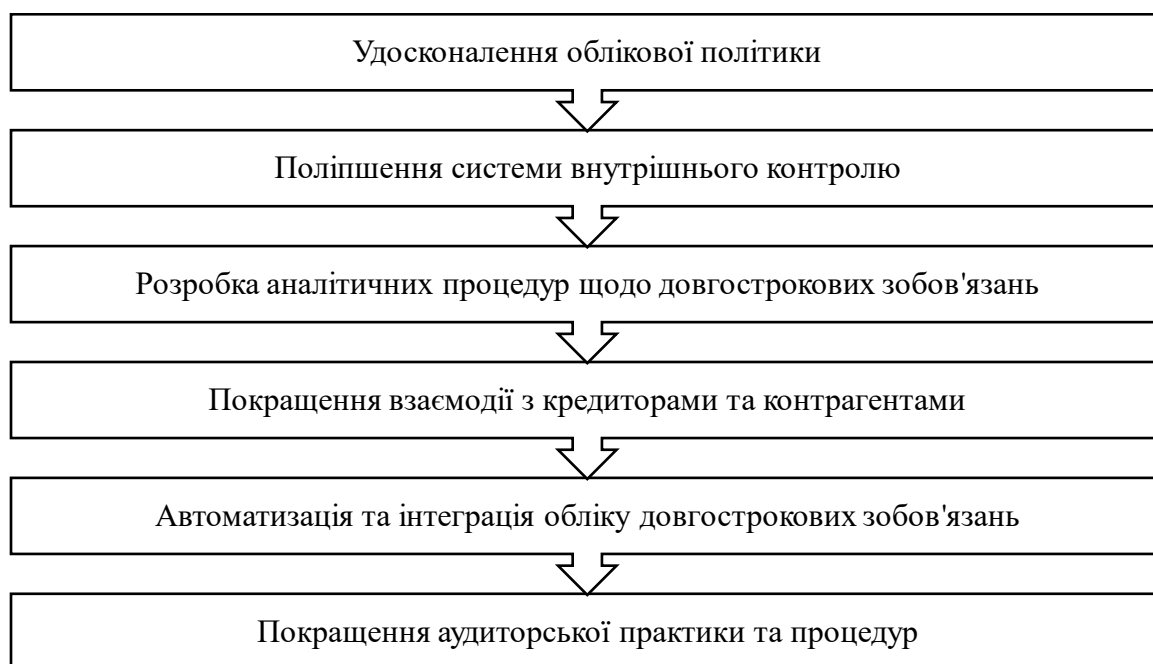 Удосконалення облікової політики
Поліпшення системи внутрішнього контролю
Розробка аналітичних процедур щодо довгострокових зобов'язань
Покращення взаємодії з кредиторами та контрагентами
Автоматизація та інтеграція обліку довгострокових зобов'язань
Покращення аудиторської практики та процедур